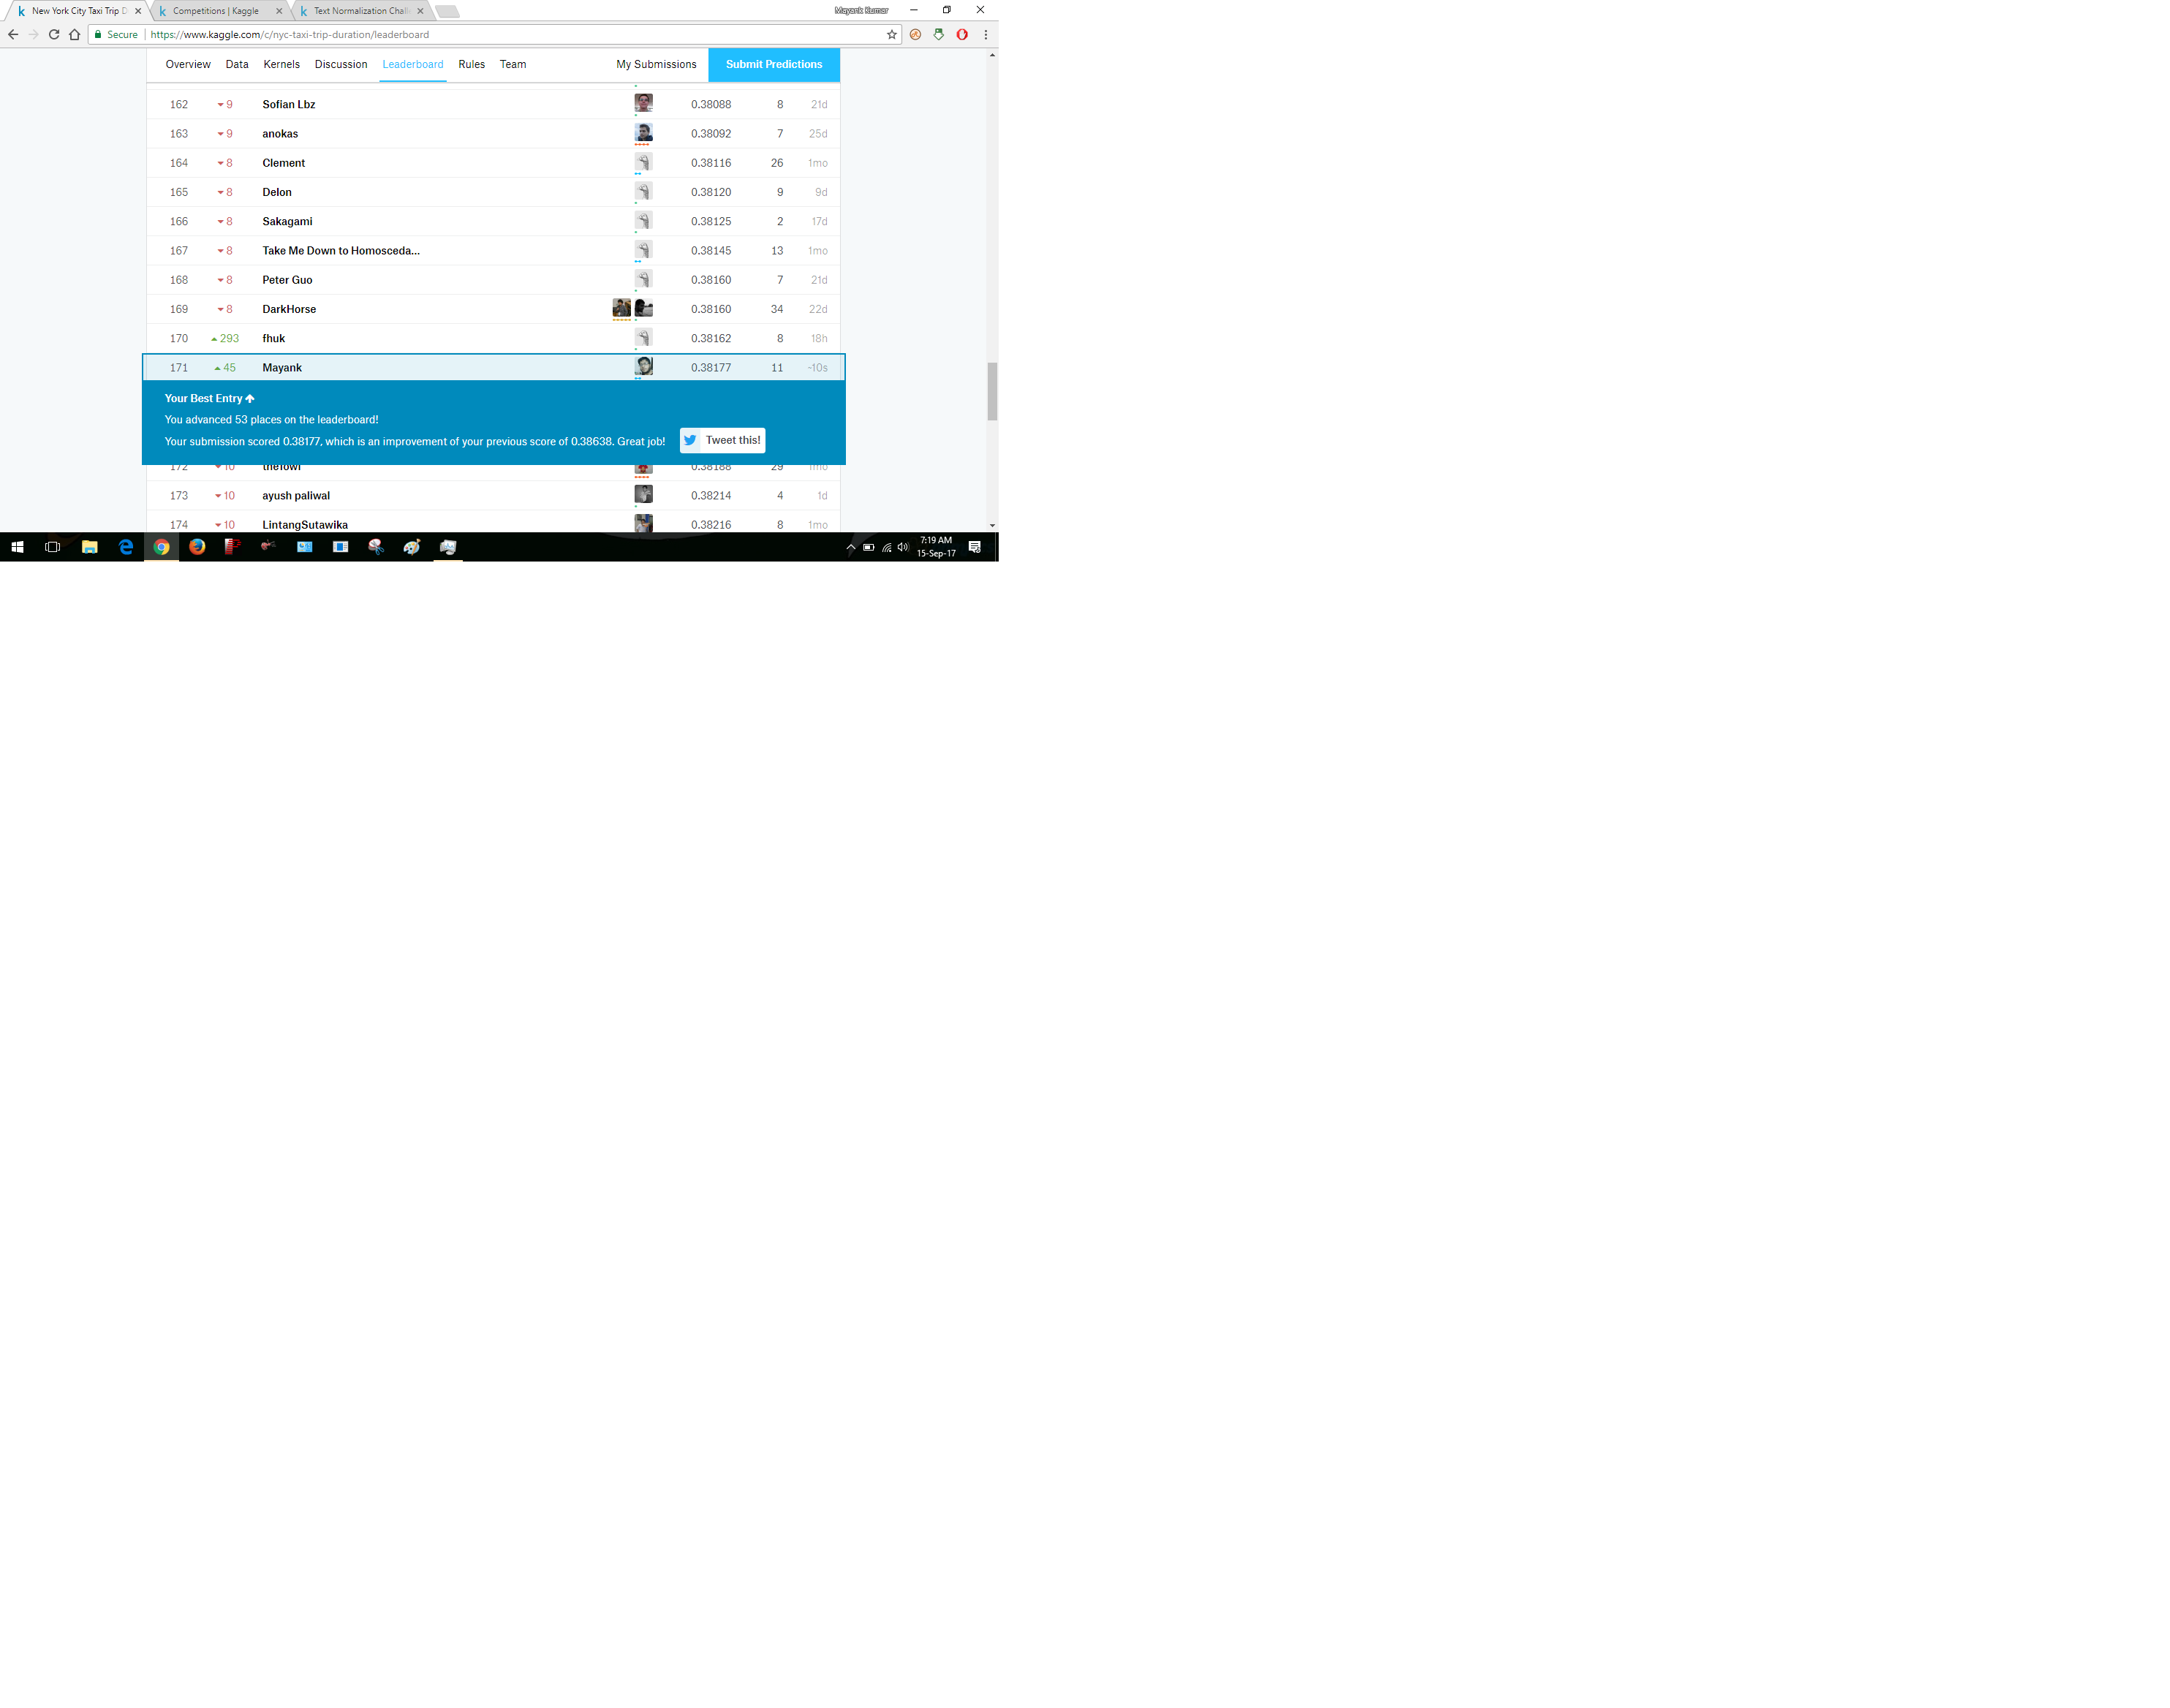 New York City Taxi Trip D
Competitions | Kaggle
Text Normalization Chall
Mayank Kumar
Secure https://www.kaggle.com/c/nyc-taxi-trip-duration/leaderboard
Overview Data Kernels Discussion Leaderboard Rules Team My Submissions Submit Predictions
162 9 Sofian Lbz 0.38088 8 21d
163 9 anokas 0.38092 7 25d
164 8 Clement 0.38116 26 1mo
165 8 Delon 0.38120 9 9d
166 8 Sakagami 0.38125 2 17d
167 8 Take Me Down to Homosceda... 0.38145 13 1mo
168 8 Peter Guo 0.38160 7 21d
169 8 DarkHorse 0.38160 34 22d
170 293 fhuk 0.38162 8 18h
171 45 Mayank 0.38177 11 -10s
Your Best Entry
You advanced 53 places on the leaderboard!
Your submission scored 0.38177, which is an improvement of your previous score of 0.38638. Great job! Tweet this!
172 10 the1owl 0.38188 29 1mo
173 10 ayush paliwal 0.38214 4 1d
174 10 LintangSutawika 0.38216 8 1mo
7:19 AM
15-Sep-17